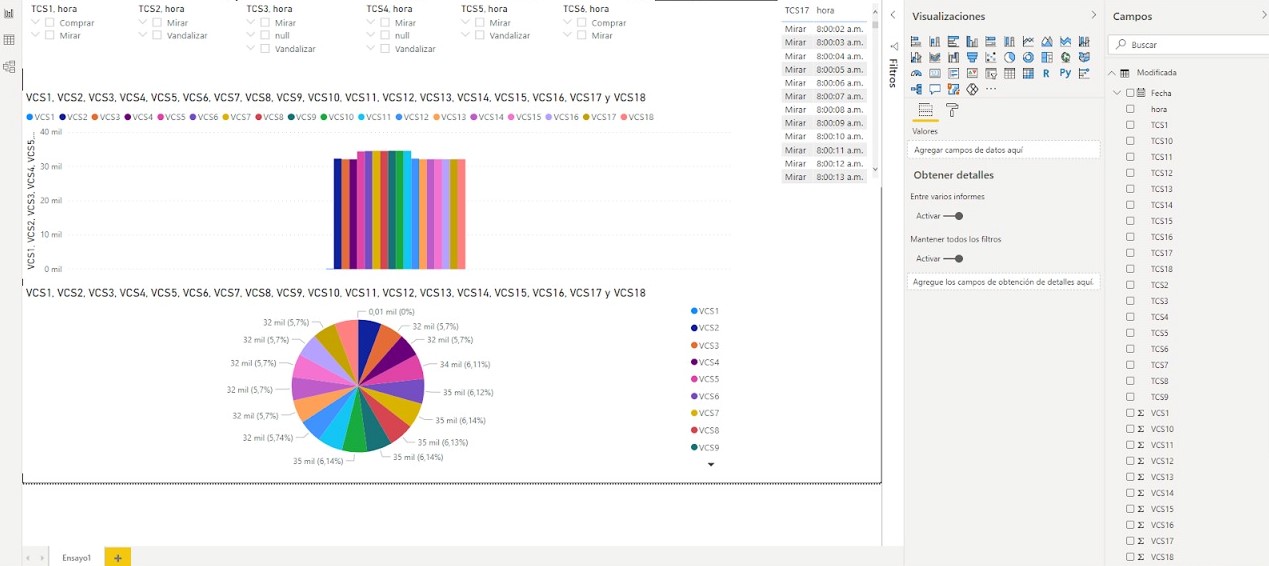 TCS1, hora
Comprar
Mirar
TCS2, hora
Mirar
Vandalizar
TCS3, hora
Mirar
null
Vandalizar
TCS4, hora
Mirar
null
Vandalizar
TCS5, hora
Mirar
Vandalizar
TCS6, hora
Comprar
Mirar
TCS17 hora
Mirar 8:00:02 a.m.
Mirar 8:00:03 a.m.
Mirar 8:00:04 a.m.
Mirar 8:00:05 a.m.
Mirar 8:00:06 a.m.
Mirar 8:00:07 a.m.
Mirar 8:00:08 a.m.
Mirar 8:00:09 a.m.
Mirar 8:00:10 a.m.
Mirar 8:00:11 a.m.
Mirar 8:00:12 a.m.
Mirar 8:00:13 a.m.
VCS1, VCS2, VCS3, VCS4, VCS5, VCS6, VCS7, VCS8, VCS9, VCS10, VCS11, VCS12, VCS13, VCS14, VCS15, VCS16, VCS17 y VCS18
VCS1 VCS2 VCS3 VCS4 VCS5 VCS6 VCS7 VCS8 VCS9 VCS10 VCS11 VCS12 VCS13 VCS14 VCS15 VCS16 VCS17 VCS18
VCS1, VCS2, VCS3, VCS4, VCS5,...
40 mil
30 mil
20 mil
10 mil
0 mil
VCS1, VCS2, VCS3, VCS4, VCS5, VCS6, VCS7, VCS8, VCS9, VCS10, VCS11, VCS12, VCS13, VCS14, VCS15, VCS16, VCS17 y VCS18
0,01 mil (0%)
32 mil (5,7%)
32 mil (5,7%)
34 mil (6,11%)
35 mil (6,12%)
35 mil (6,14%)
35 mil (6,13%)
35 mil (6,14%)
35 mil (6,14%)
32 mil (5,74%)
32 mil (5,7%)
32 mil (5,7%)
32 mil (5,7%)
32 mil (5,7%)
32 mil (5,7%)
VCS1
VCS2
VCS3
VCS4
VCS5
VCS6
VCS7
VCS8
VCS9
Ensayo1
+
Filtros
Visualizaciones
R Py
...
Valores
Agregar campos de datos aquí
Obtener detalles
Entre varios informes
Activar
Mantener todos los filtros
Activar
Agregue los campos de obtención de detalles aquí.
Campos
Buscar
Modificada
Fecha
hora
TCS1
TCS10
TCS11
TCS12
TCS13
TCS14
TCS15
TCS16
TCS17
TCS18
TCS2
TCS3
TCS4
TCS5
TCS6
TCS7
TCS8
TCS9
Σ VCS1
Σ VCS10
Σ VCS11
Σ VCS12
Σ VCS13
Σ VCS14
Σ VCS15
Σ VCS16
Σ VCS17
Σ VCS18